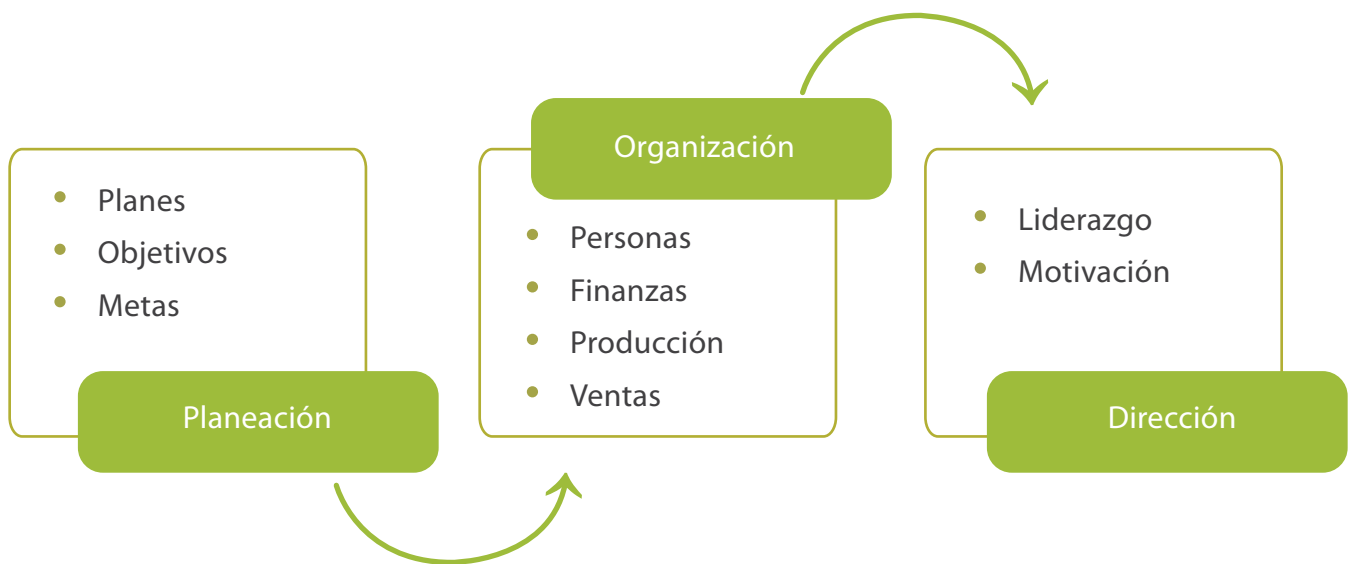 Planes
Objetivos
Metas
Planeación
Organización
Personas
Finanzas
Producción
Ventas
Liderazgo
Motivación
Dirección